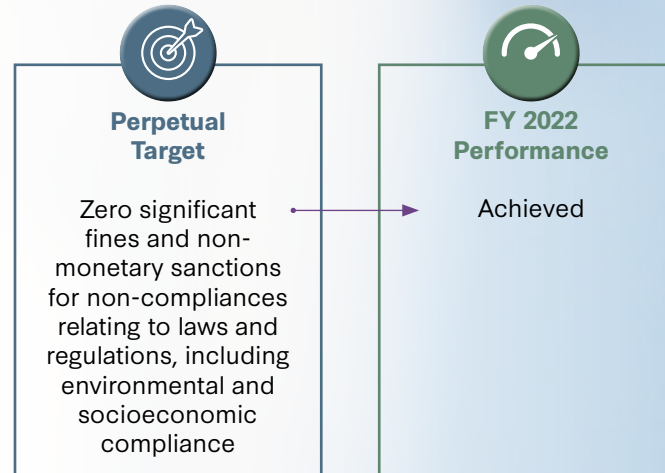 Perpetual
Target
Zero significant
fines and non-
monetary sanctions
for non-compliances
relating to laws and
regulations, including
environmental and
socioeconomic
compliance
FY 2022
Performance
Achieved